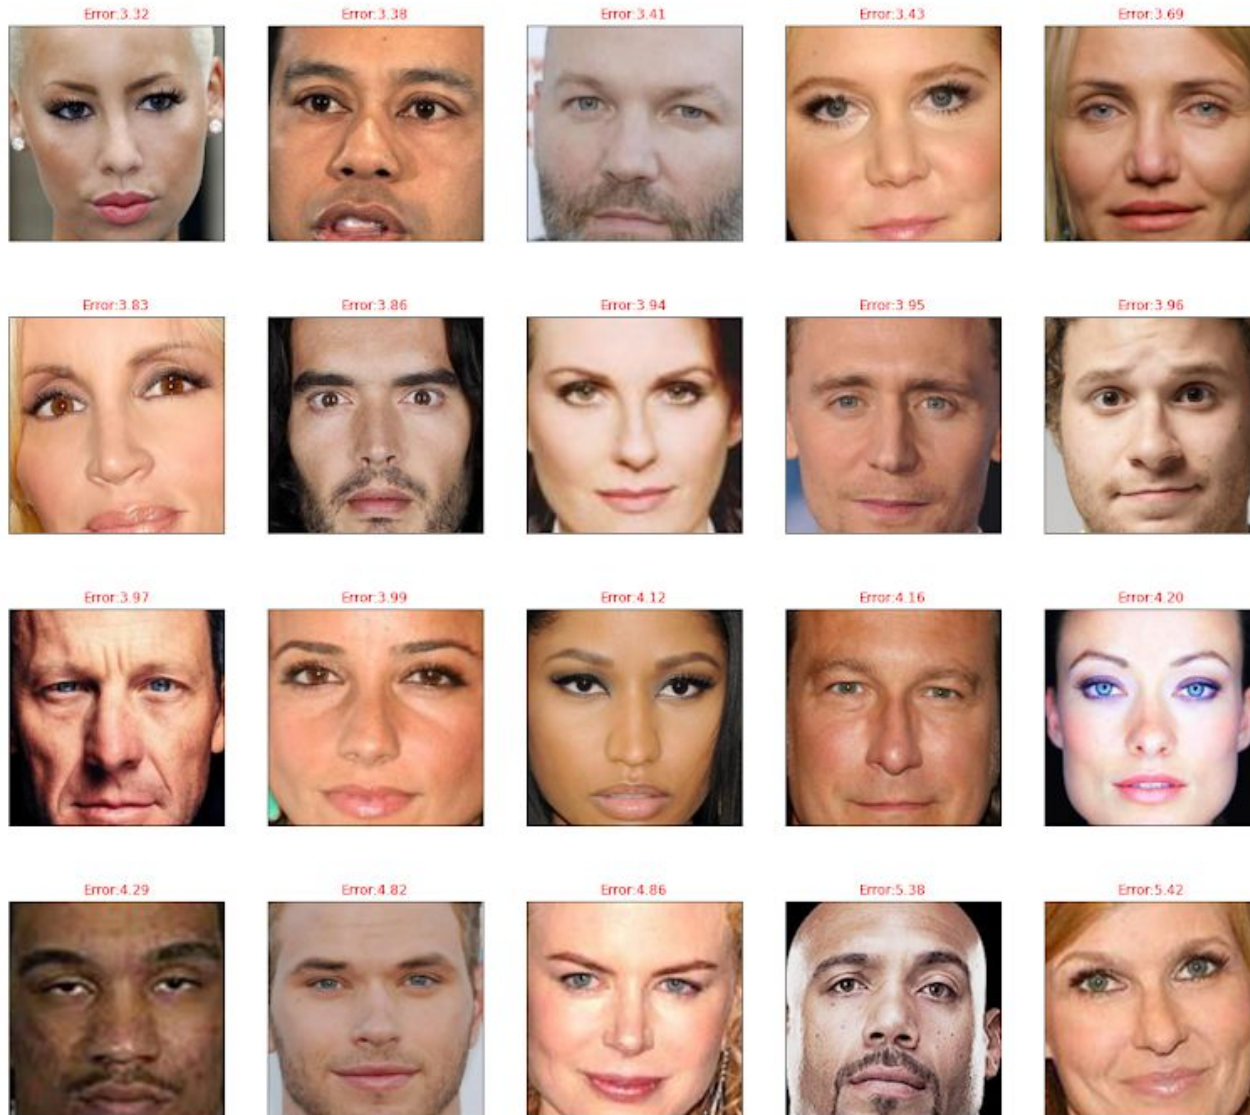 Error:3.32 Error:3.38 Error:3.41 Error:3.43 Error:3.69
Error:3.83 Error:3.86 Error:3.94 Error:3.95 Error:3.96
Error:3.97 Error:3.99 Error:4.12 Error:4.16 Error:4.20
Error:4.29 Error:4.82 Error:4.86 Error:5.38 Error:5.42